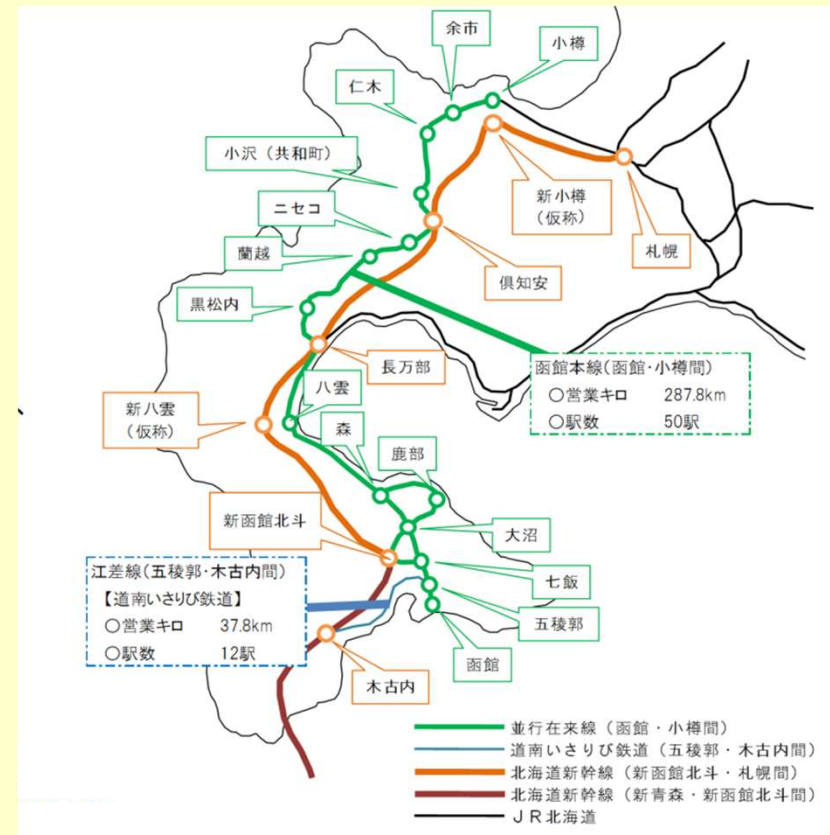 余市
小樽
仁木
小沢（共和町）
ニセコ
蘭越
黒松内
新小樽
（仮称）
札幌
倶知安
長万部
函館本線(函館・小樽間)
○営業キロ 287.8km
○駅数 50駅
八雲
新八雲
（仮称）
森
鹿部
新函館北斗
大沼
江差線(五稜郭・木古内間)
【道南いさりび鉄道】
○営業キロ 37.8km
○駅数 12駅
七飯
五稜郭
函館
木古内
並行在来線（函館・小樽間）
道南いさりび鉄道（五稜郭・木古内間）
北海道新幹線（新函館北斗・札幌間）
北海道新幹線（新青森・新函館北斗間）
ＪＲ北海道